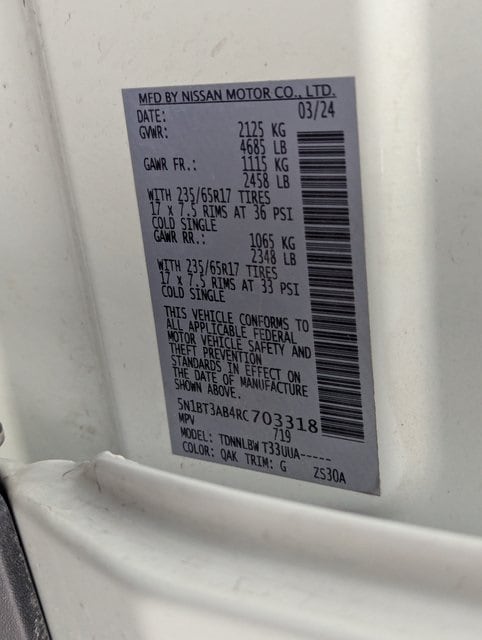 MFD BY NISSAN MOTOR CO., LTD.
DATE: 03/24
GVWR: 2125 KG
4685 LB
GAWR FR.: 1115 KG
2458 LB
WITH 235/65R17 TIRES
17 x 7.5 RIMS AT 36 PSI
COLD SINGLE
GAWR RR.: 1065 KG
2348 LB
WITH 235/65R17 TIRES
17 x 7.5 RIMS AT 33 PSI
COLD SINGLE
THIS VEHICLE CONFORMS TO
ALL APPLICABLE FEDERAL
MOTOR VEHICLE SAFETY AND
THEFT PREVENTION
STANDARDS IN EFFECT ON
THE DATE OF MANUFACTURE
SHOWN ABOVE.
5N1BT3AB4RC703318
MPV 719
MODEL: TDNNLBW T33UUA-----
COLOR: QAK TRIM: G 2S30A